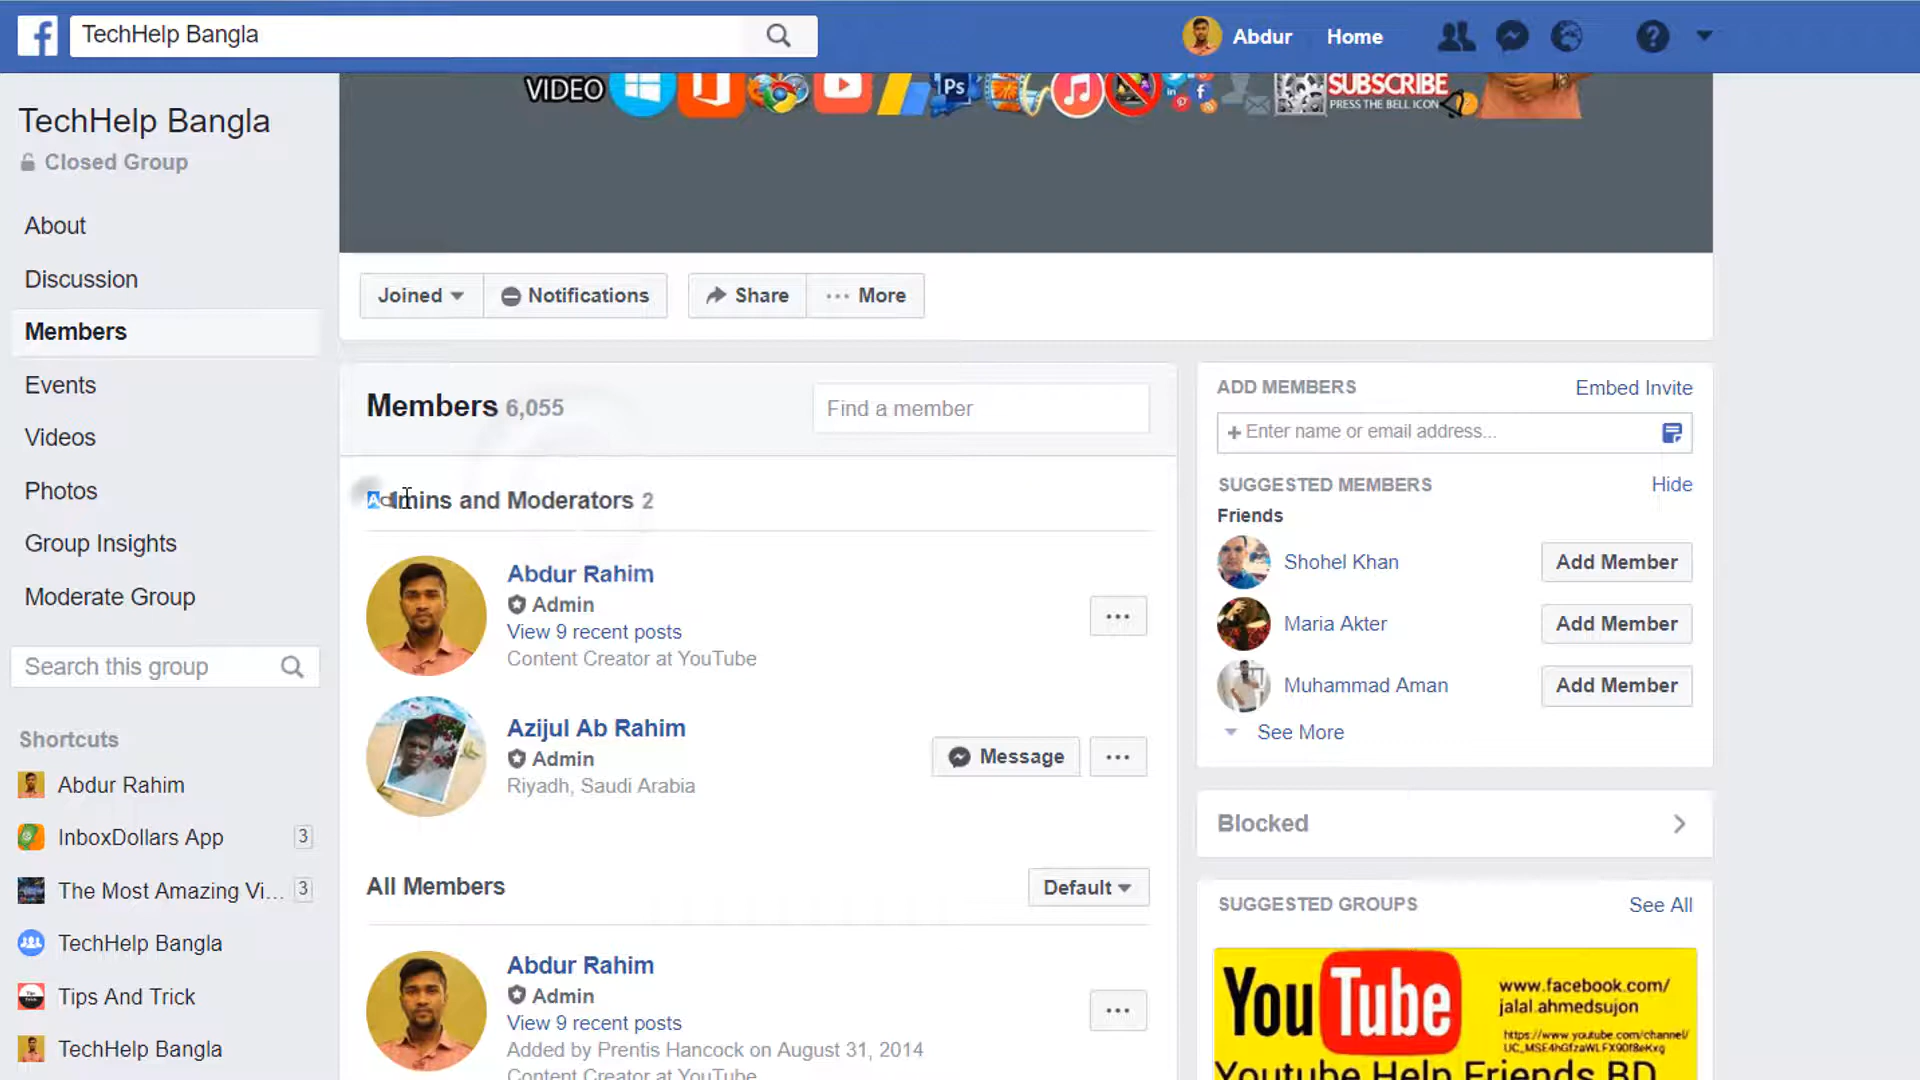 TechHelp Bangla
Abdur
Home
VIDEO
SUBSCRIBE
PRESS THE BELL ICON
TechHelp Bangla
Closed Group
About
Discussion
Members
Events
Videos
Photos
Group Insights
Moderate Group
Search this group
Shortcuts
Abdur Rahim
InboxDollars App 3
The Most Amazing Vi... 3
TechHelp Bangla
Tips And Trick
TechHelp Bangla
Joined
Notifications
Share
More
Members 6,055
Find a member
Admins and Moderators 2
Abdur Rahim
Admin
View 9 recent posts
Content Creator at YouTube
Azijul Ab Rahim
Admin
Riyadh, Saudi Arabia
Message
All Members
Default
Abdur Rahim
Admin
View 9 recent posts
Added by Prentis Hancock on August 31, 2014
Content Creator at YouTube
ADD MEMBERS
Embed Invite
+ Enter name or email address...
SUGGESTED MEMBERS
Hide
Friends
Shohel Khan
Add Member
Maria Akter
Add Member
Muhammad Aman
Add Member
See More
Blocked
SUGGESTED GROUPS
See All
YouTube
www.facebook.com/
jalal.ahmedsujon
https://www.youtube.com/channel/
Youtube Help Friends BD